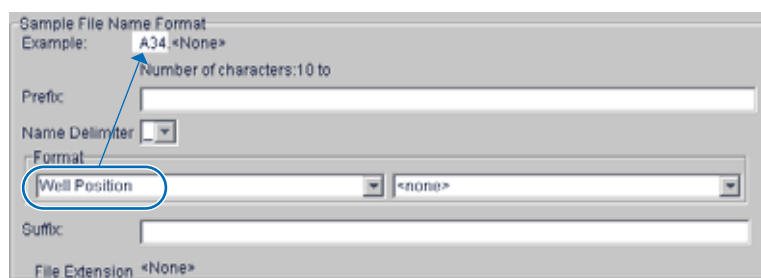 Sample File Name Format
Example: A34.<None>
Number of characters:10 to
Prefix:
Name Delimiter _
Format
Well Position <none>
Suffix:
File Extension <None>